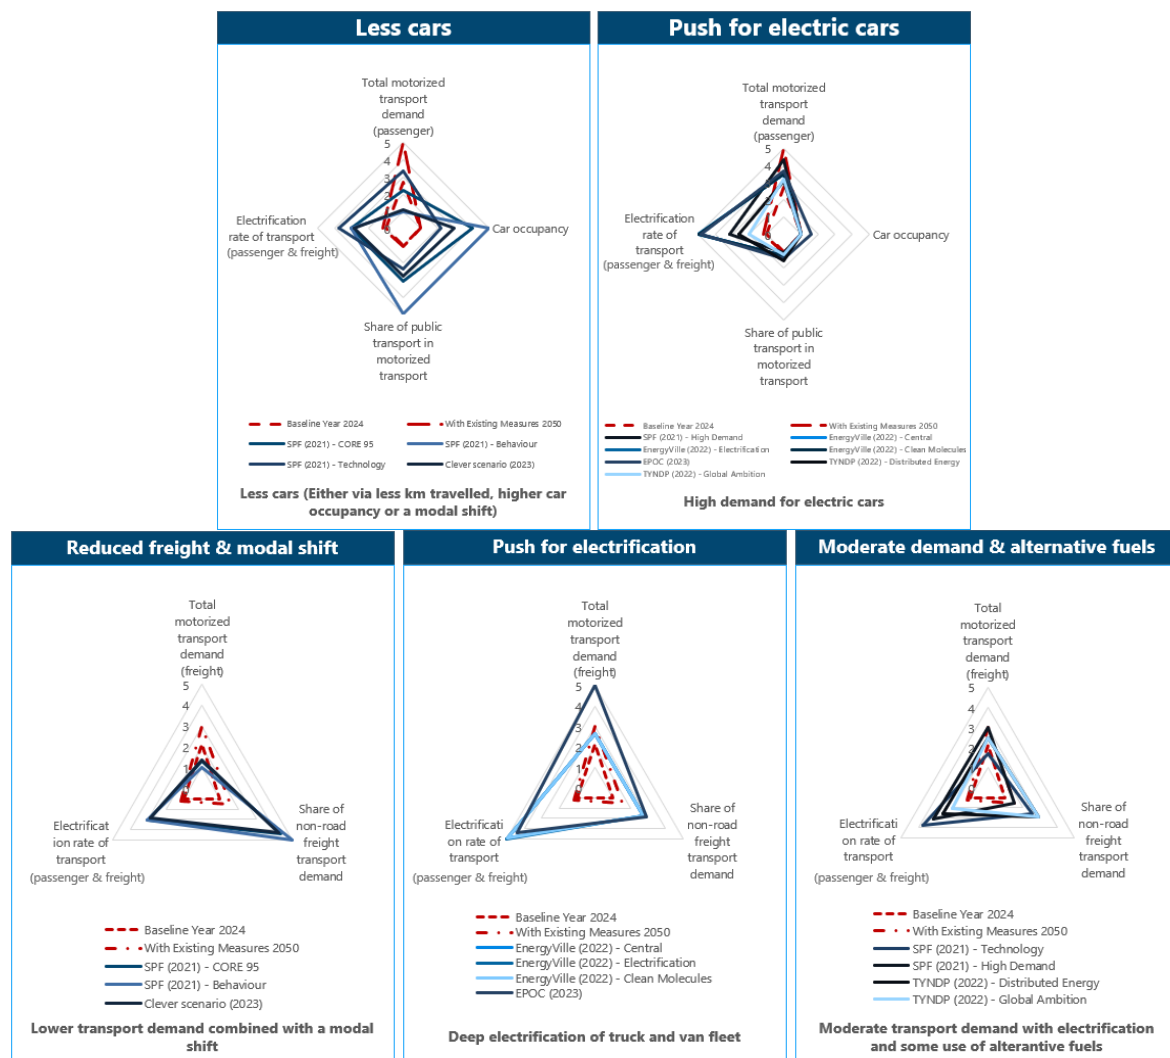 Less cars
Total motorized
transport
demand
(passenger)
5
4
3
2
1
0
Electrification
rate of transport
(passenger & freight)
Car occupancy
Share of public
transport in
motorized
transport
Baseline Year 2024
With Existing Measures 2050
SPF (2021) - CORE 95
SPF (2021) - Behaviour
SPF (2021) - Technology
Clever scenario (2023)
Less cars (Either via less km travelled, higher car
occupancy or a modal shift)
Push for electric cars
Total motorized
transport
demand
(passenger)
5
4
3
2
1
0
Electrification
rate of
transport
(passenger & freight)
Car occupancy
Share of public
transport in
motorized
transport
Baseline Year 2024
With Existing Measures 2050
SPF (2021) - High Demand
EnergyVille (2022) - Central
EnergyVille (2022) - Electrification
EnergyVille (2022) - Clean Molecules
EPOC (2023)
TYNDP (2022) - Distributed Energy
TYNDP (2022) - Global Ambition
High demand for electric cars
Reduced freight & modal shift
Total
motorized
transport
demand
(freight)
5
4
3
2
1
0
Electrificat
ion rate of
transport
(passenger & freight)
Share of
non-road
freight
transport
demand
Baseline Year 2024
With Existing Measures 2050
SPF (2021) - CORE 95
SPF (2021) - Behaviour
Clever scenario (2023)
Lower transport demand combined with a modal
shift
Push for electrification
Total
motorized
transport
demand
(freight)
5
4
3
2
1
0
Electrificati
on rate of
transport
(passenger & freight)
Share of
non-road
freight
transport
demand
Baseline Year 2024
With Existing Measures 2050
EnergyVille (2022) - Central
EnergyVille (2022) - Electrification
EnergyVille (2022) - Clean Molecules
EPOC (2023)
Deep electrification of truck and van fleet
Moderate demand & alternative fuels
Total
motorized
transport
demand
(freight)
5
4
3
2
1
0
Electrificati
on rate of
transport
(passenger & freight)
Share of
non-road
freight
transport
demand
Baseline Year 2024
With Existing Measures 2050
SPF (2021) - Technology
SPF (2021) - High Demand
TYNDP (2022) - Distributed Energy
TYNDP (2022) - Global Ambition
Moderate transport demand with electrification
and some use of alterantive fuels